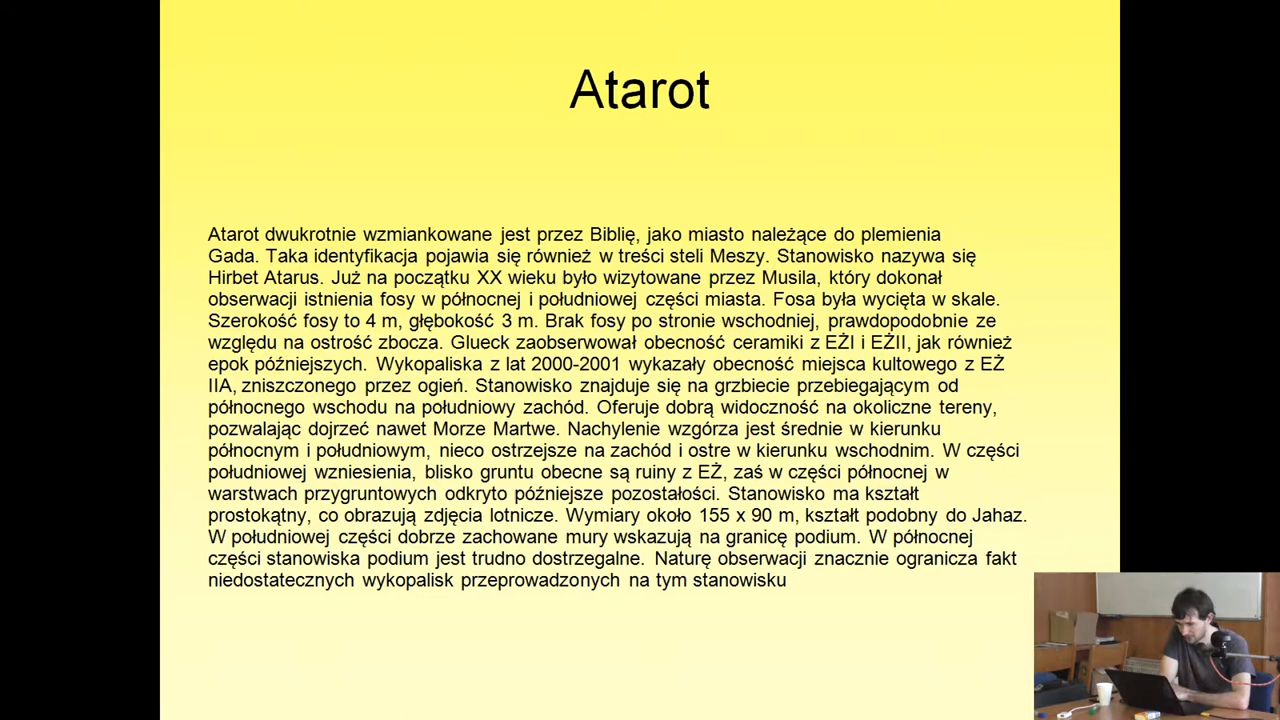 Atarot
Atarot dwukrotnie wzmiankowane jest przez Biblię, jako miasto należące do plemienia
Gada. Taka identyfikacja pojawia się również w treści steli Meszy. Stanowisko nazywa się
Hirbet Atarus. Już na początku XX wieku było wizytowane przez Musila, który dokonał
obserwacji istnienia fosy w północnej i południowej części miasta. Fosa była wycięta w skale.
Szerokość fosy to 4 m, głębokość 3 m. Brak fosy po stronie wschodniej, prawdopodobnie ze
względu na ostrość zbocza. Glueck zaobserwował obecność ceramiki z EŻI i EŻII, jak również
epok późniejszych. Wykopaliska z lat 2000-2001 wykazały obecność miejsca kultowego z EŻ
IIA, zniszczonego przez ogień. Stanowisko znajduje się na grzbiecie przebiegającym od
północnego wschodu na południowy zachód. Oferuje dobrą widoczność na okoliczne tereny,
pozwalając dojrzeć nawet Morze Martwe. Nachylenie wzgórza jest średnie w kierunku
północnym i południowym, nieco ostrzejsze na zachód i ostre w kierunku wschodnim. W części
południowej wzniesienia, blisko gruntu obecne są ruiny z EŻ, zaś w części północnej w
warstwach przygruntowych odkryto późniejsze pozostałości. Stanowisko ma kształt
prostokątny, co obrazują zdjęcia lotnicze. Wymiary około 155 x 90 m, kształt podobny do Jahaz.
W południowej części dobrze zachowane mury wskazują na granicę podium. W północnej
części stanowiska podium jest trudno dostrzegalne. Naturę obserwacji znacznie ogranicza fakt
niedostatecznych wykopalisk przeprowadzonych na tym stanowisku